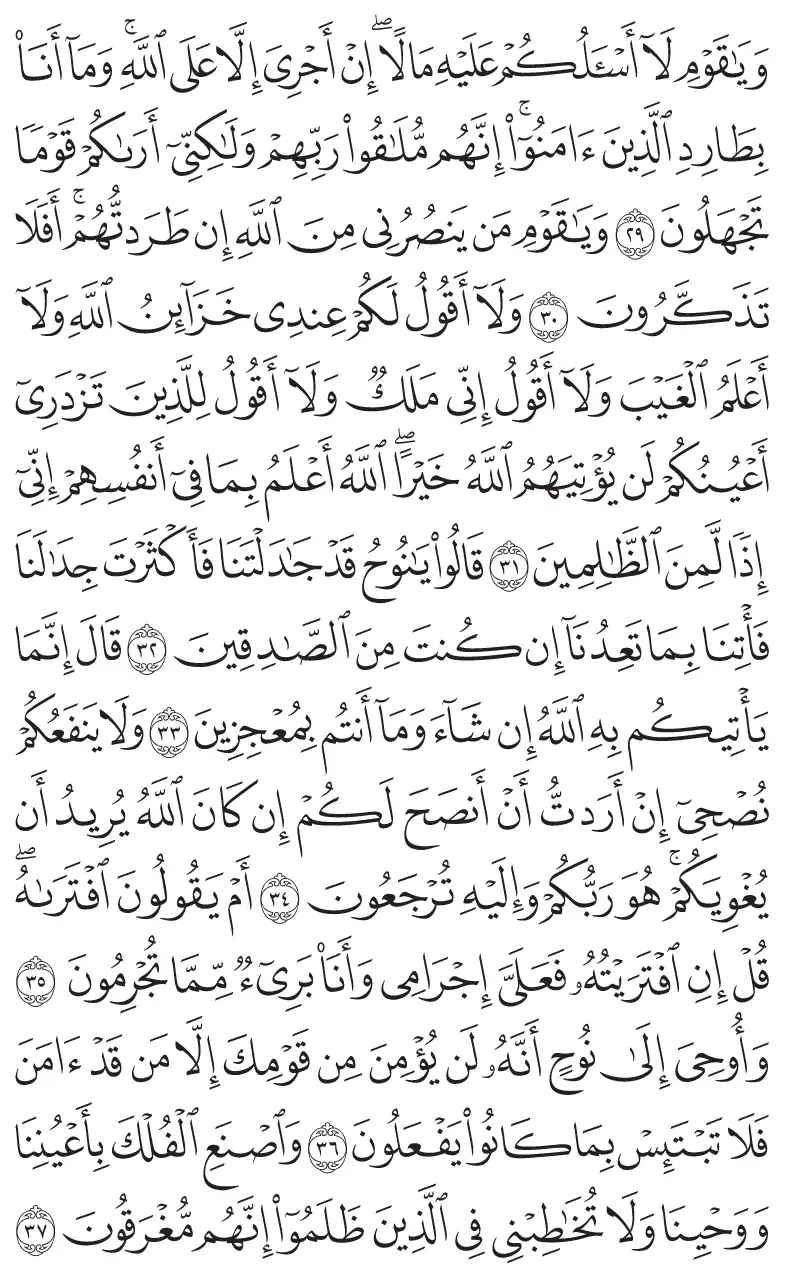 وَيَٰقَوْمِ لَآ أَسْـَٔلُكُمْ عَلَيْهِ مَالًا ۖ إِنْ أَجْرِىَ إِلَّا عَلَى ٱللَّهِ ۚ وَمَآ أَنَا۠
بِطَارِدِ ٱلَّذِينَ ءَامَنُوٓا۟ ۚ إِنَّهُم مُّلَٰقُوا۟ رَبِّهِمْ وَلَٰكِنِّىٓ أَرَىٰكُمْ قَوْمًا
تَجْهَلُونَ ۝٢٩ وَيَٰقَوْمِ مَن يَنصُرُنِى مِنَ ٱللَّهِ إِن طَرَدتُّهُمْ ۚ أَفَلَا
تَذَكَّرُونَ ۝٣٠ وَلَآ أَقُولُ لَكُمْ عِندِى خَزَآئِنُ ٱللَّهِ وَلَآ
أَعْلَمُ ٱلْغَيْبَ وَلَآ أَقُولُ إِنِّى مَلَكٌ وَلَآ أَقُولُ لِلَّذِينَ تَزْدَرِىٓ
أَعْيُنُكُمْ لَن يُؤْتِيَهُمُ ٱللَّهُ خَيْرًا ۖ ٱللَّهُ أَعْلَمُ بِمَا فِىٓ أَنفُسِهِمْ إِنِّىٓ
إِذًا لَّمِنَ ٱلظَّٰلِمِينَ ۝٣١ قَالُوا۟ يَٰنُوحُ قَدْ جَٰدَلْتَنَا فَأَكْثَرْتَ جِدَٰلَنَا
فَأْتِنَا بِمَا تَعِدُنَآ إِن كُنتَ مِنَ ٱلصَّٰدِقِينَ ۝٣٢ قَالَ إِنَّمَا
يَأْتِيكُم بِهِ ٱللَّهُ إِن شَآءَ وَمَآ أَنتُم بِمُعْجِزِينَ ۝٣٣ وَلَا يَنفَعُكُمْ
نُصْحِىٓ إِنْ أَرَدتُّ أَنْ أَنصَحَ لَكُمْ إِن كَانَ ٱللَّهُ يُرِيدُ أَن
يُغْوِيَكُمْ ۚ هُوَ رَبُّكُمْ وَإِلَيْهِ تُرْجَعُونَ ۝٣٤ أَمْ يَقُولُونَ ٱفْتَرَىٰهُ ۖ
قُلْ إِنِ ٱفْتَرَيْتُهُۥ فَعَلَىَّ إِجْرَامِى وَأَنَا۠ بَرِىٓءٌ مِّمَّا تُجْرِمُونَ ۝٣٥
وَأُوحِىَ إِلَىٰ نُوحٍ أَنَّهُۥ لَن يُؤْمِنَ مِن قَوْمِكَ إِلَّا مَن قَدْ ءَامَنَ
فَلَا تَبْتَئِسْ بِمَا كَانُوا۟ يَفْعَلُونَ ۝٣٦ وَٱصْنَعِ ٱلْفُلْكَ بِأَعْيُنِنَا
وَوَحْيِنَا وَلَا تُخَٰطِبْنِى فِى ٱلَّذِينَ ظَلَمُوٓا۟ إِنَّهُم مُّغْرَقُونَ ۝٣٧